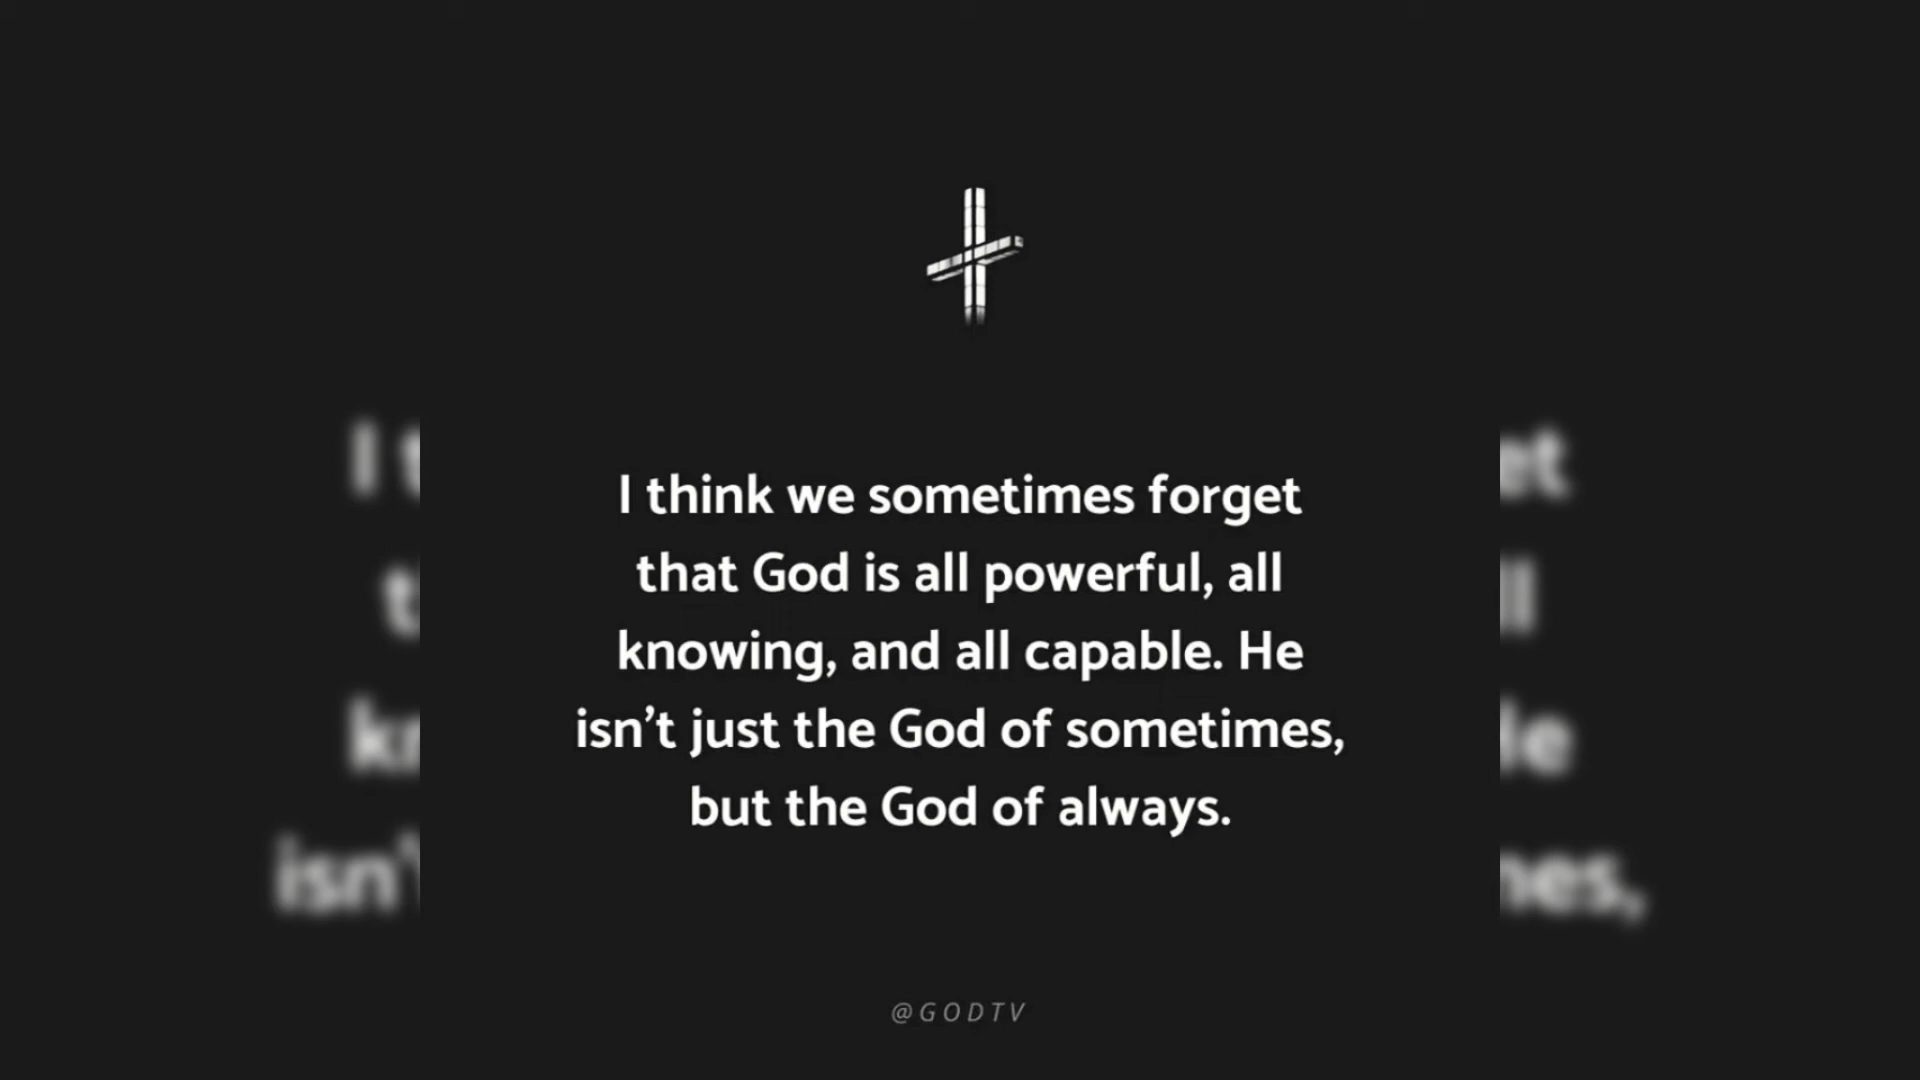 I think we sometimes forget
that God is all powerful, all
knowing, and all capable. He
isn’t just the God of sometimes,
but the God of always.
@GODTV